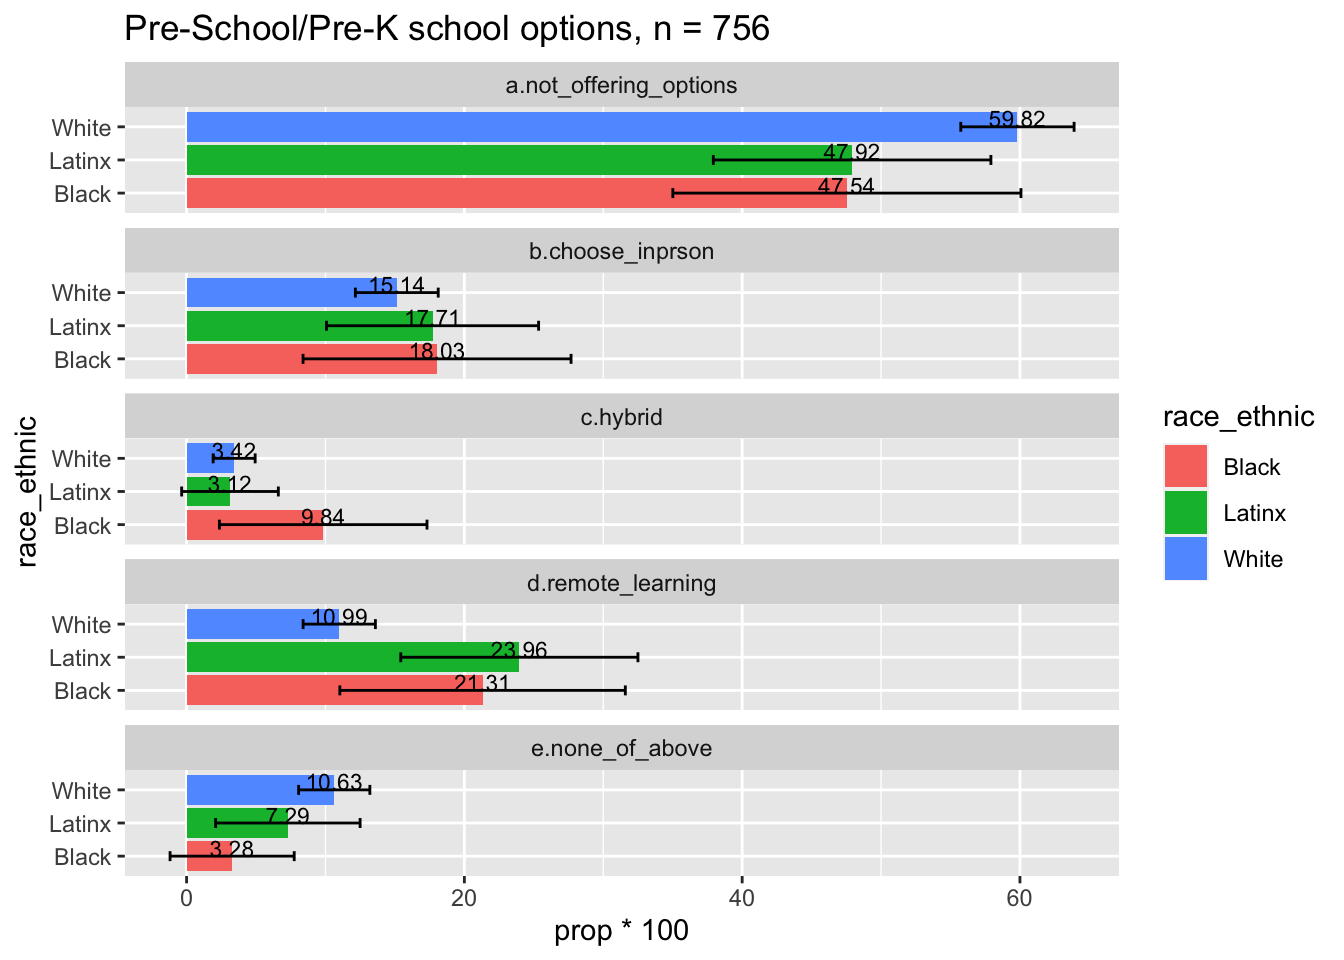 Pre-School/Pre-K school options, n = 756
a.not_offering_options
White
59.82
Latinx
47.92
Black
47.54
b.choose_inprson
White
15.14
Latinx
17.71
Black
18.03
c.hybrid
White
3.42
Latinx
3.12
Black
9.84
d.remote_learning
White
10.99
Latinx
23.96
Black
21.31
e.none_of_above
White
10.63
Latinx
7.29
Black
3.28
0 20 40 60
prop * 100
race_ethnic
race_ethnic
Black
Latinx
White